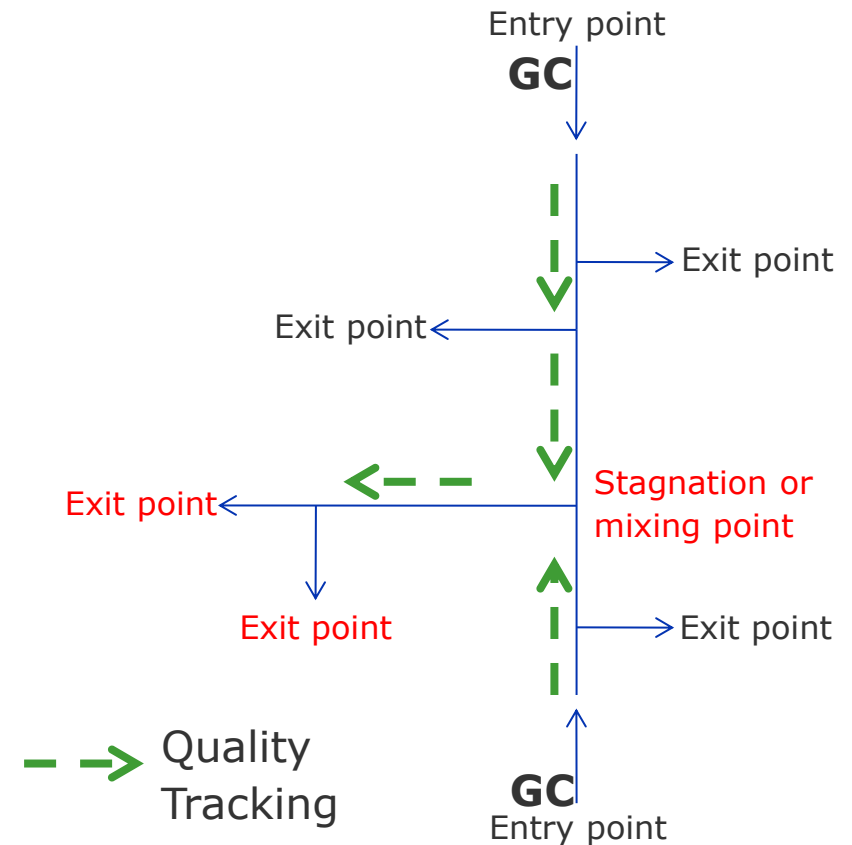 Entry point
GC
Exit point
Exit point
Stagnation or
mixing point
Exit point
Exit point
Exit point
Quality
Tracking
GC
Entry point